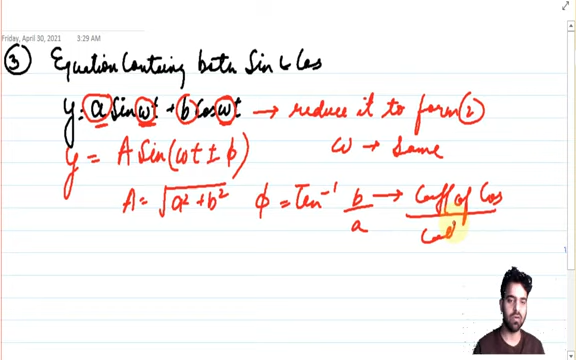 Friday, April 30, 2021 3:29 AM
③ Equation Containg both Sin & Cos
y = a Sin ωt + b Cos ωt → reduce it to form ②
y = A Sin (ωt ± ϕ) ω → Same
A = √a² + b² ϕ = Tan⁻¹ b/a → Coeff of Cos